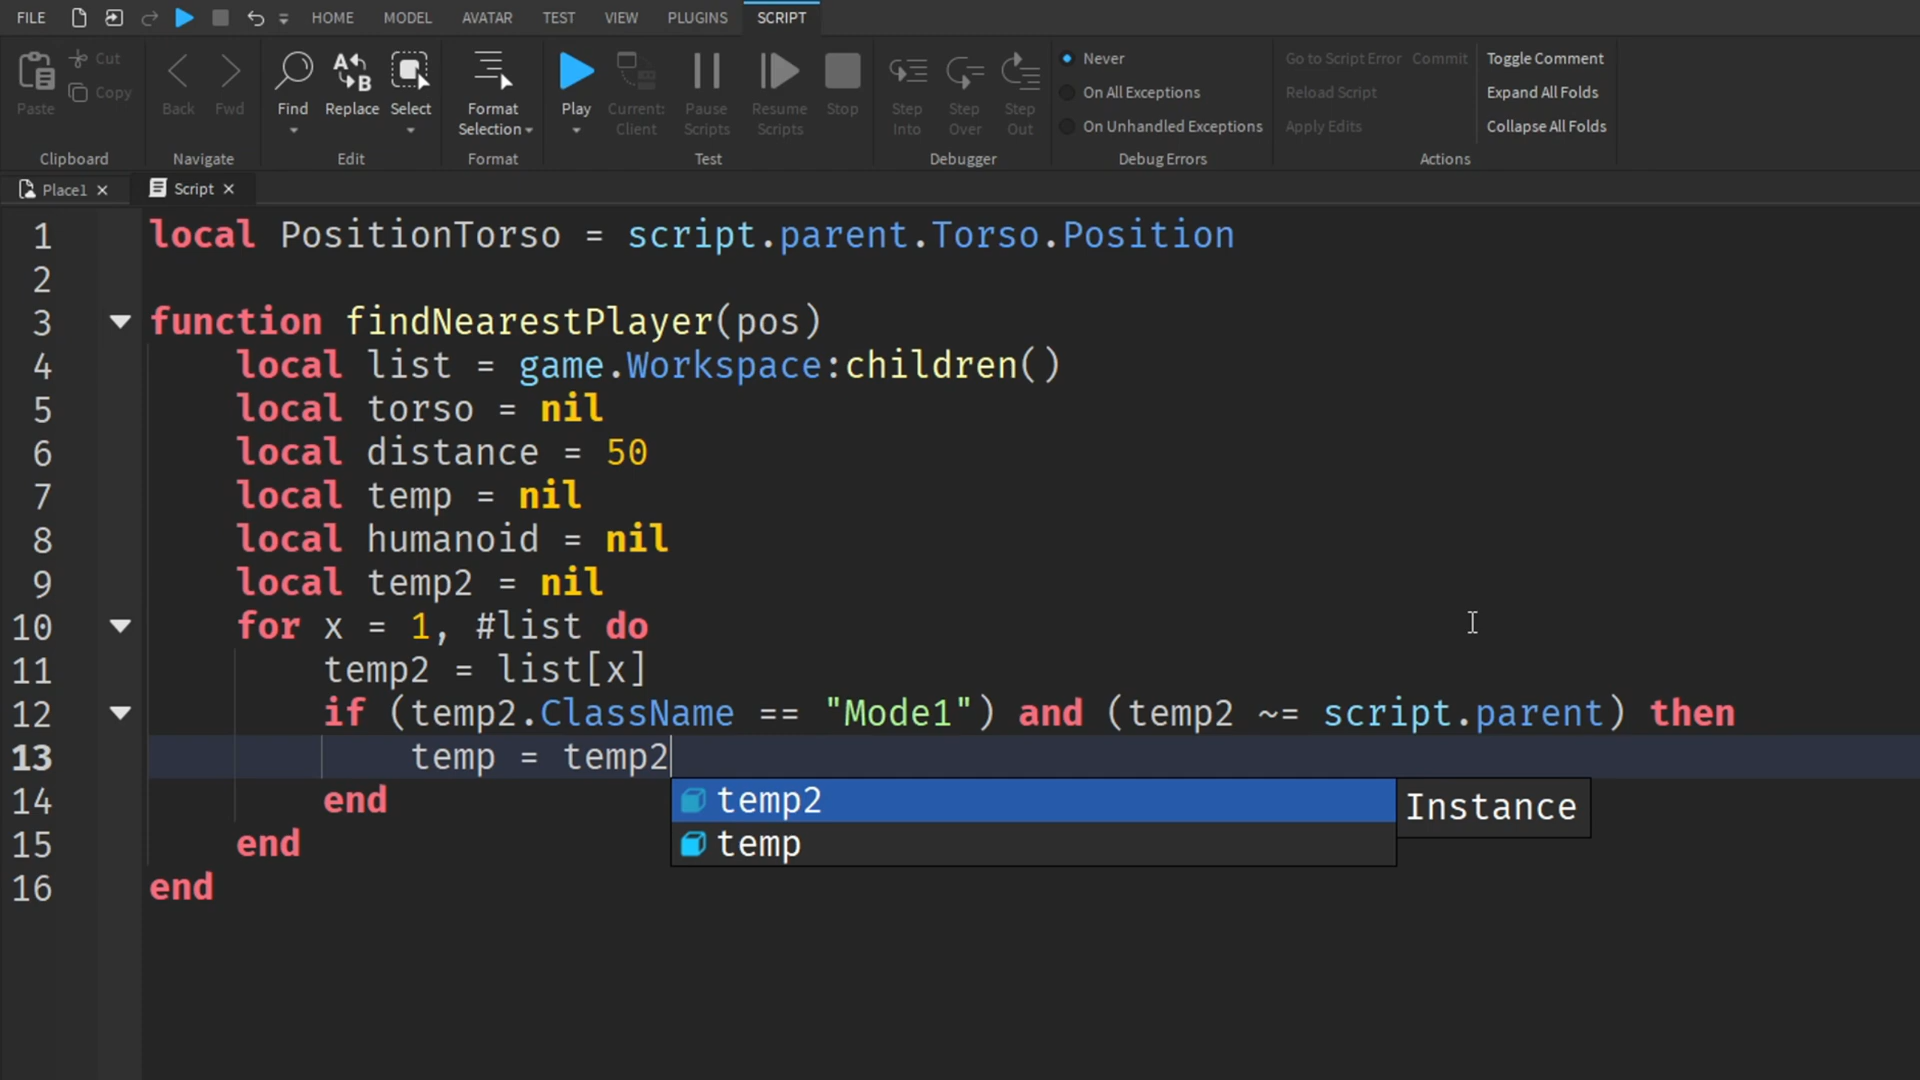 FILE HOME MODEL AVATAR TEST VIEW PLUGINS SCRIPT
Paste Cut Copy
Clipboard
Back Fwd
Navigate
Find Replace Select
Edit
Format Selection
Format
Play Current: Client Pause Scripts Resume Scripts Stop
Test
Step Into Step Over Step Out
Debugger
Never
On All Exceptions
On Unhandled Exceptions
Debug Errors
Go to Script Error Commit Toggle Comment
Reload Script Expand All Folds
Apply Edits Collapse All Folds
Actions
Place1 × Script ×
1 local PositionTorso = script.parent.Torso.Position
2
3 function findNearestPlayer(pos)
4 local list = game.Workspace:children()
5 local torso = nil
6 local distance = 50
7 local temp = nil
8 local humanoid = nil
9 local temp2 = nil
10 for x = 1, #list do
11 temp2 = list[x]
12 if (temp2.ClassName == "Mode1") and (temp2 ~= script.parent) then
13 temp = temp2
temp2 Instance
temp
14 end
15 end
16 end